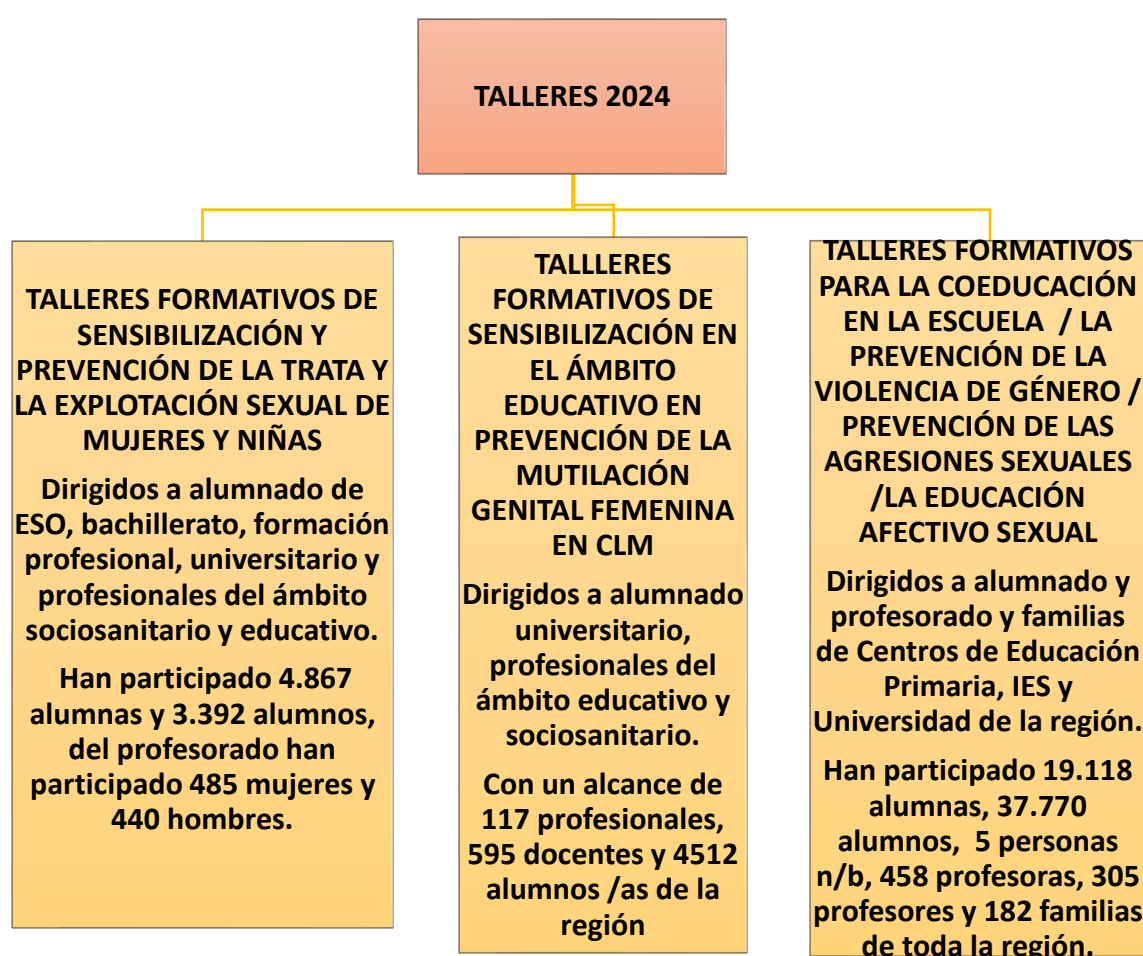 TALLERES 2024
TALLERES FORMATIVOS DE
SENSIBILIZACIÓN Y
PREVENCIÓN DE LA TRATA Y
LA EXPLOTACIÓN SEXUAL DE
MUJERES Y NIÑAS
Dirigidos a alumnado de
ESO, bachillerato, formación
profesional, universitario y
profesionales del ámbito
sociosanitario y educativo.
Han participado 4.867
alumnas y 3.392 alumnos,
del profesorado han
participado 485 mujeres y
440 hombres.
TALLLERES
FORMATIVOS DE
SENSIBILIZACIÓN EN
EL ÁMBITO
EDUCATIVO EN
PREVENCIÓN DE LA
MUTILACIÓN
GENITAL FEMENINA
EN CLM
Dirigidos a alumnado
universitario,
profesionales del
ámbito educativo y
sociosanitario.
Con un alcance de
117 profesionales,
595 docentes y 4512
alumnos /as de la
región
TALLERES FORMATIVOS
PARA LA COEDUCACIÓN
EN LA ESCUELA / LA
PREVENCIÓN DE LA
VIOLENCIA DE GÉNERO /
PREVENCIÓN DE LAS
AGRESIONES SEXUALES
/LA EDUCACIÓN
AFECTIVO SEXUAL
Dirigidos a alumnado y
profesorado y familias
de Centros de Educación
Primaria, IES y
Universidad de la región.
Han participado 19.118
alumnas, 37.770
alumnos, 5 personas
n/b, 458 profesoras, 305
profesores y 182 familias
de toda la región.